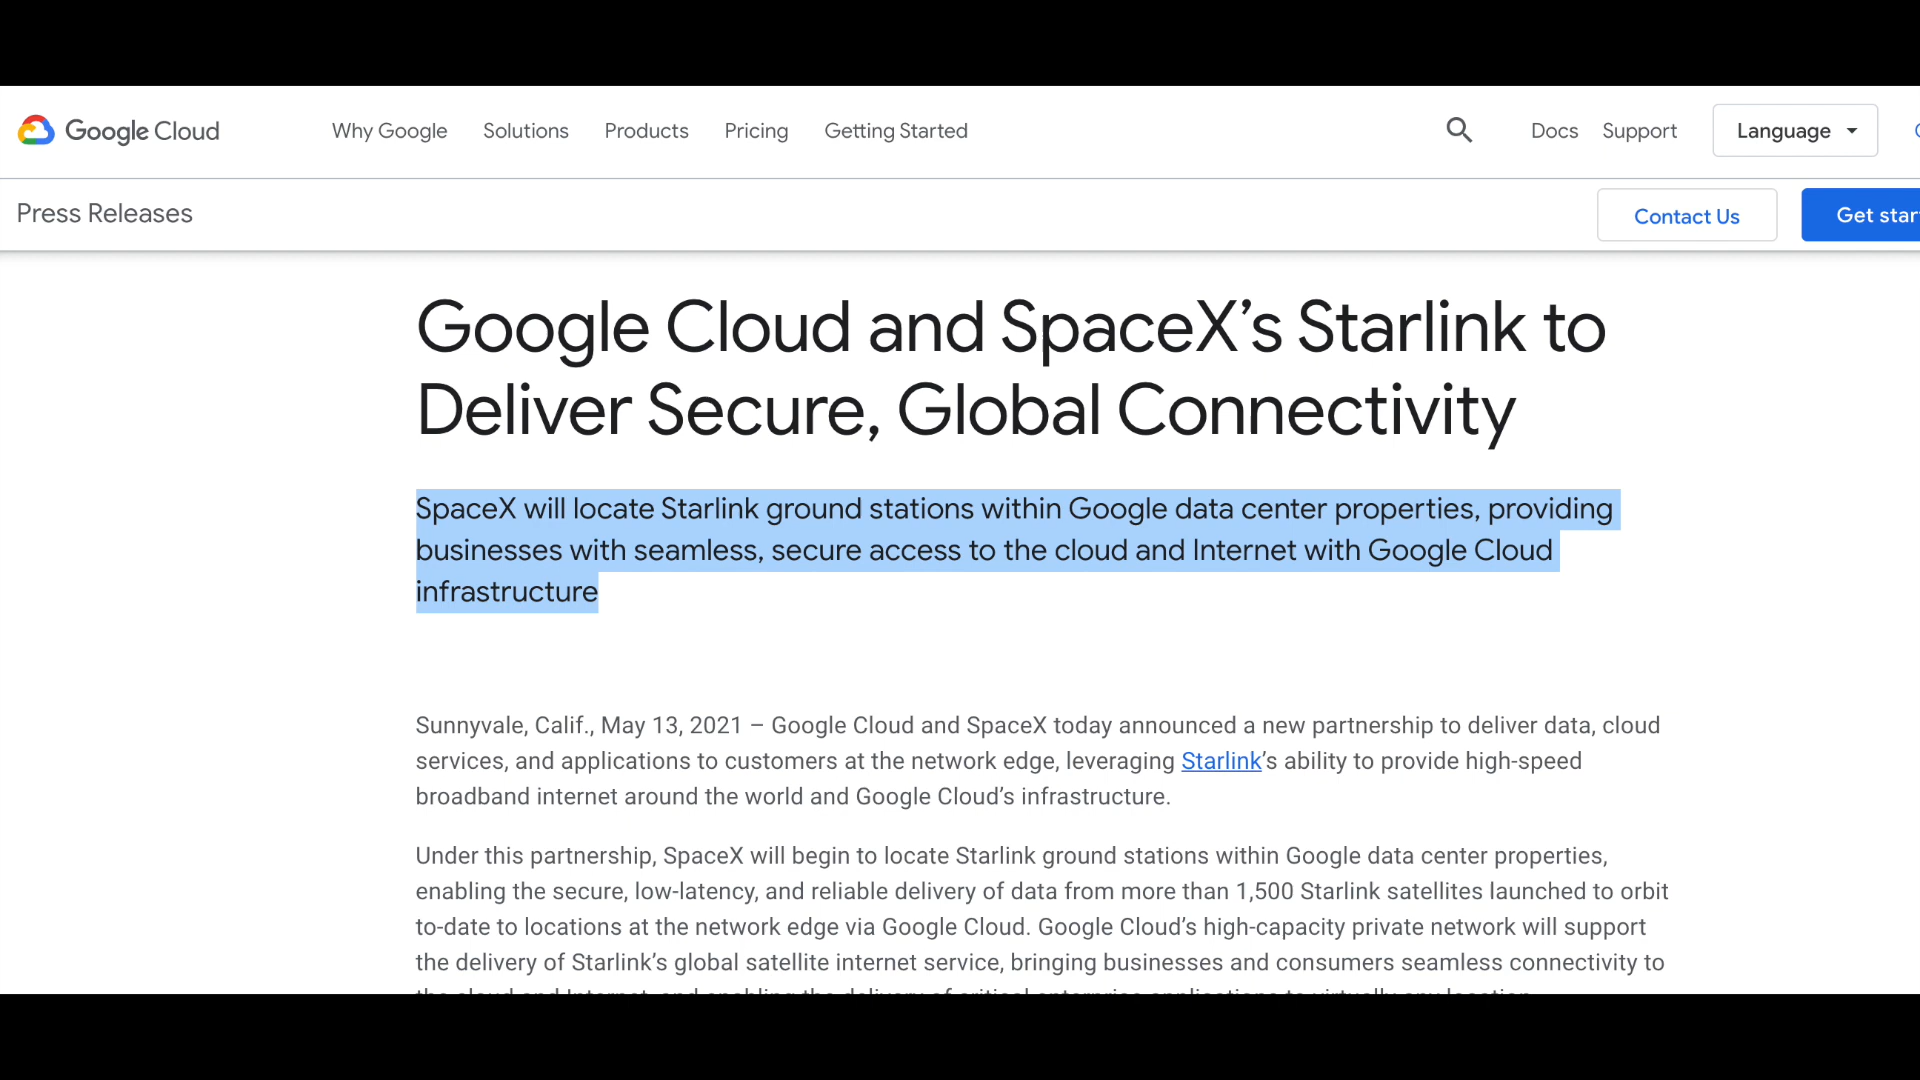 Google Cloud
Why Google
Solutions
Products
Pricing
Getting Started
Docs
Support
Language
Press Releases
Contact Us
Get
Google Cloud and SpaceX’s Starlink to
Deliver Secure, Global Connectivity
SpaceX will locate Starlink ground stations within Google data center properties, providing
businesses with seamless, secure access to the cloud and Internet with Google Cloud
infrastructure
Sunnyvale, Calif., May 13, 2021 – Google Cloud and SpaceX today announced a new partnership to deliver data, cloud
services, and applications to customers at the network edge, leveraging Starlink’s ability to provide high-speed
broadband internet around the world and Google Cloud’s infrastructure.
Under this partnership, SpaceX will begin to locate Starlink ground stations within Google data center properties,
enabling the secure, low-latency, and reliable delivery of data from more than 1,500 Starlink satellites launched to orbit
to-date to locations at the network edge via Google Cloud. Google Cloud’s high-capacity private network will support
the delivery of Starlink’s global satellite internet service, bringing businesses and consumers seamless connectivity to